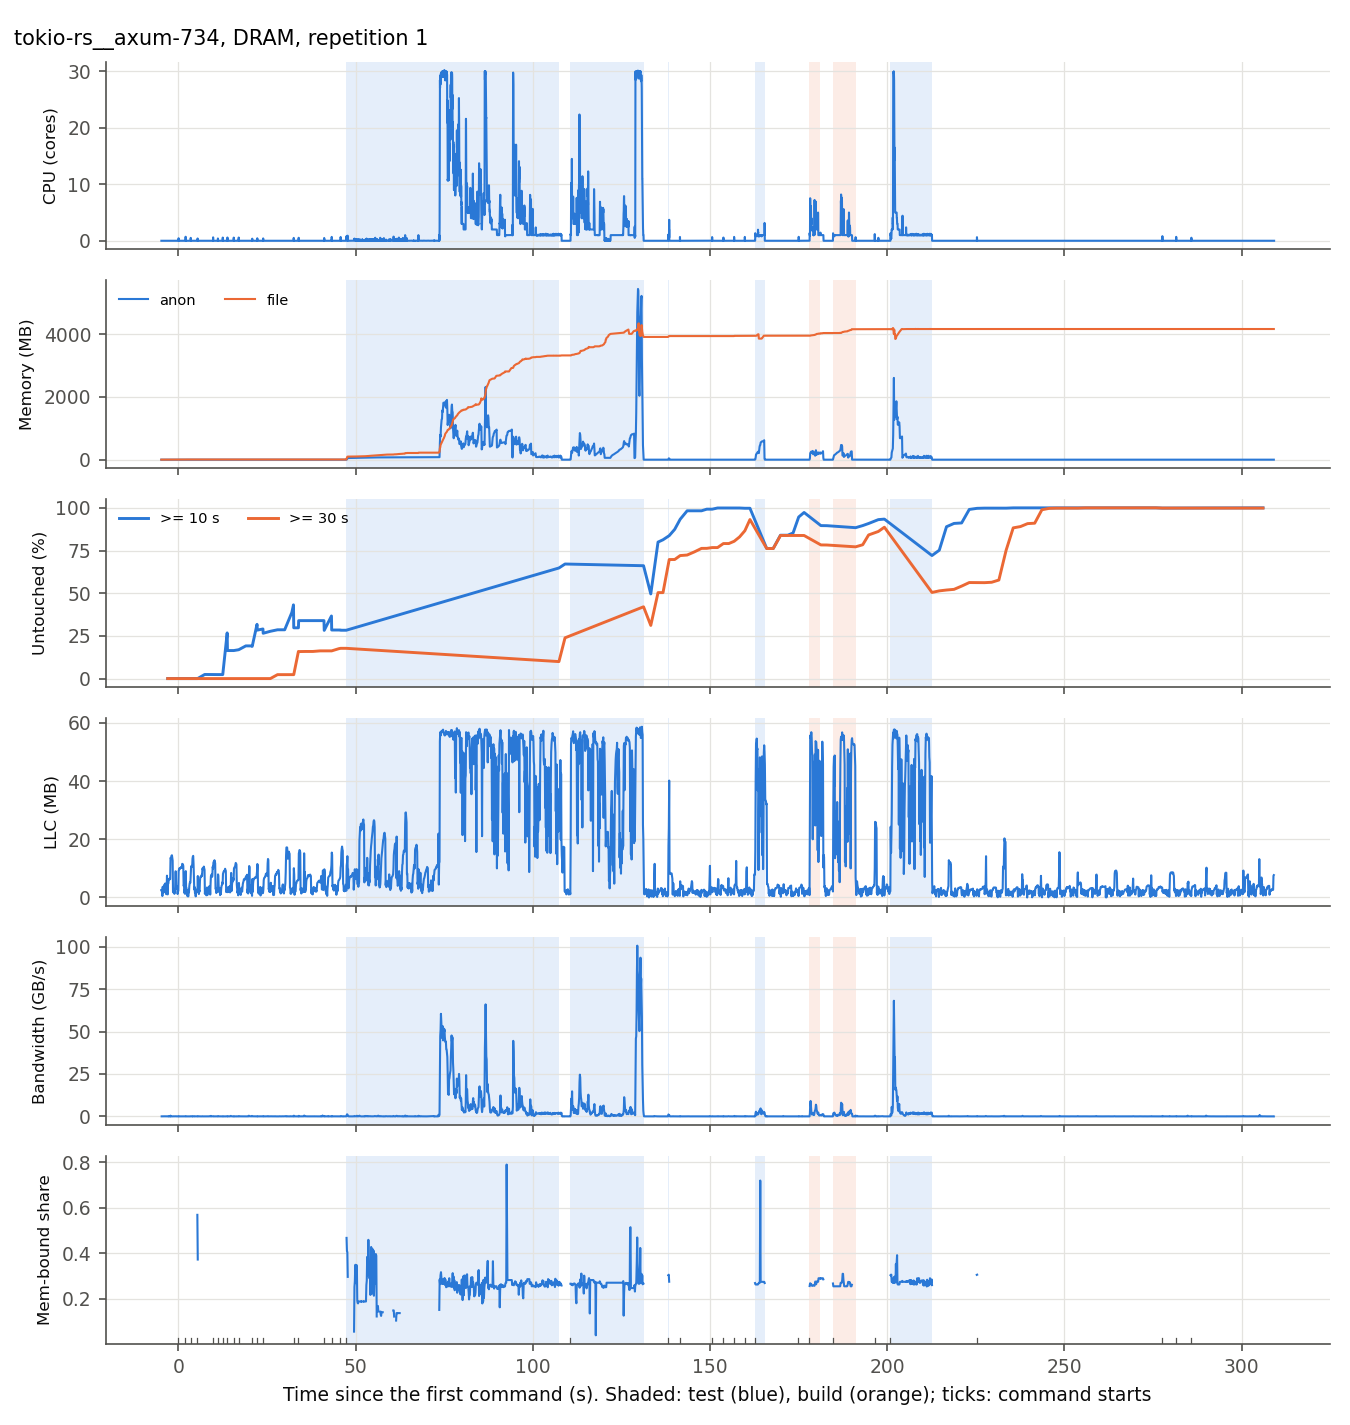 tokio-rs__axum-734, DRAM, repetition 1
30
20
10
0
CPU (cores)
anon
file
4000
2000
0
Memory (MB)
>= 10 s
>= 30 s
100
75
50
25
0
Untouched (%)
60
40
20
0
LLC (MB)
100
75
50
25
0
Bandwidth (GB/s)
0.8
0.6
0.4
0.2
Mem-bound share
0
50
100
150
200
250
300
Time since the first command (s). Shaded: test (blue), build (orange); ticks: command starts